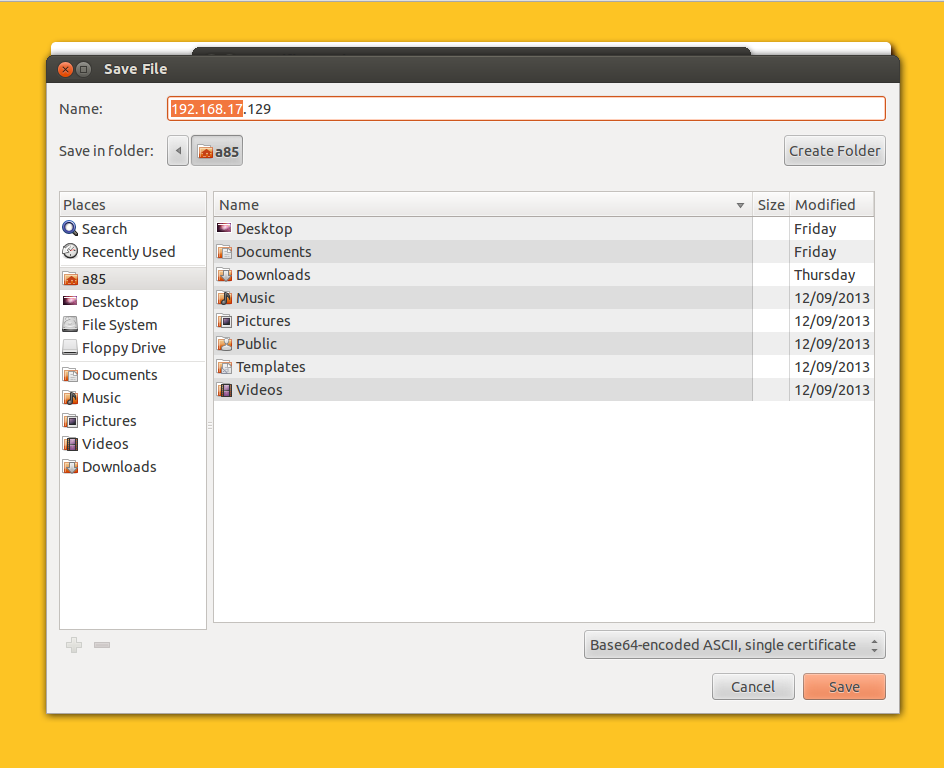 Save File
Name: 192.168.17.129
Save in folder: a85 Create Folder
Places
Search
Recently Used
a85
Desktop
File System
Floppy Drive
Documents
Music
Pictures
Videos
Downloads
Name Size Modified
Desktop Friday
Documents Friday
Downloads Thursday
Music 12/09/2013
Pictures 12/09/2013
Public 12/09/2013
Templates 12/09/2013
Videos 12/09/2013
Base64-encoded ASCII, single certificate
Cancel Save